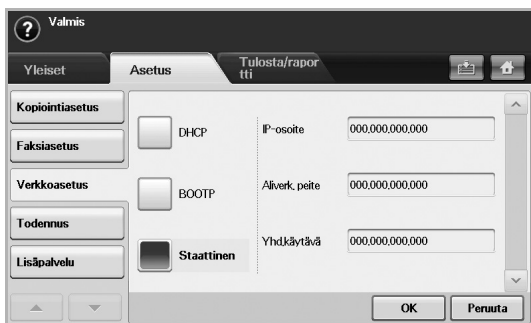 ? Valmis
Yleiset
Asetus
Tulosta/rapor
tti
Kopiointiasetus
Faksiasetus
Verkkoasetus
Todennus
Lisäpalvelu
DHCP
BOOTP
Staattinen
IP-osoite
000,000,000,000
Aliverk. peite
000,000,000,000
Yhd.käytävä
000,000,000,000
OK
Peruuta